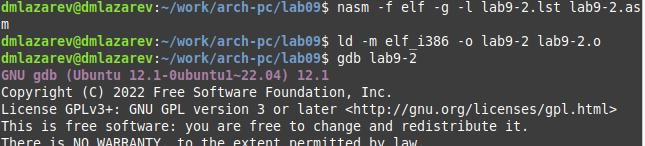 dmlazarev@dmlazarev:~/work/arch-pc/lab09$ nasm -f elf -g -l lab9-2.lst lab9-2.as
m
dmlazarev@dmlazarev:~/work/arch-pc/lab09$ ld -m elf_i386 -o lab9-2 lab9-2.o
dmlazarev@dmlazarev:~/work/arch-pc/lab09$ gdb lab9-2
GNU gdb (Ubuntu 12.1-0ubuntu1~22.04) 12.1
Copyright (C) 2022 Free Software Foundation, Inc.
License GPLv3+: GNU GPL version 3 or later <http://gnu.org/licenses/gpl.html>
This is free software: you are free to change and redistribute it.
There is NO WARRANTY, to the extent permitted by law